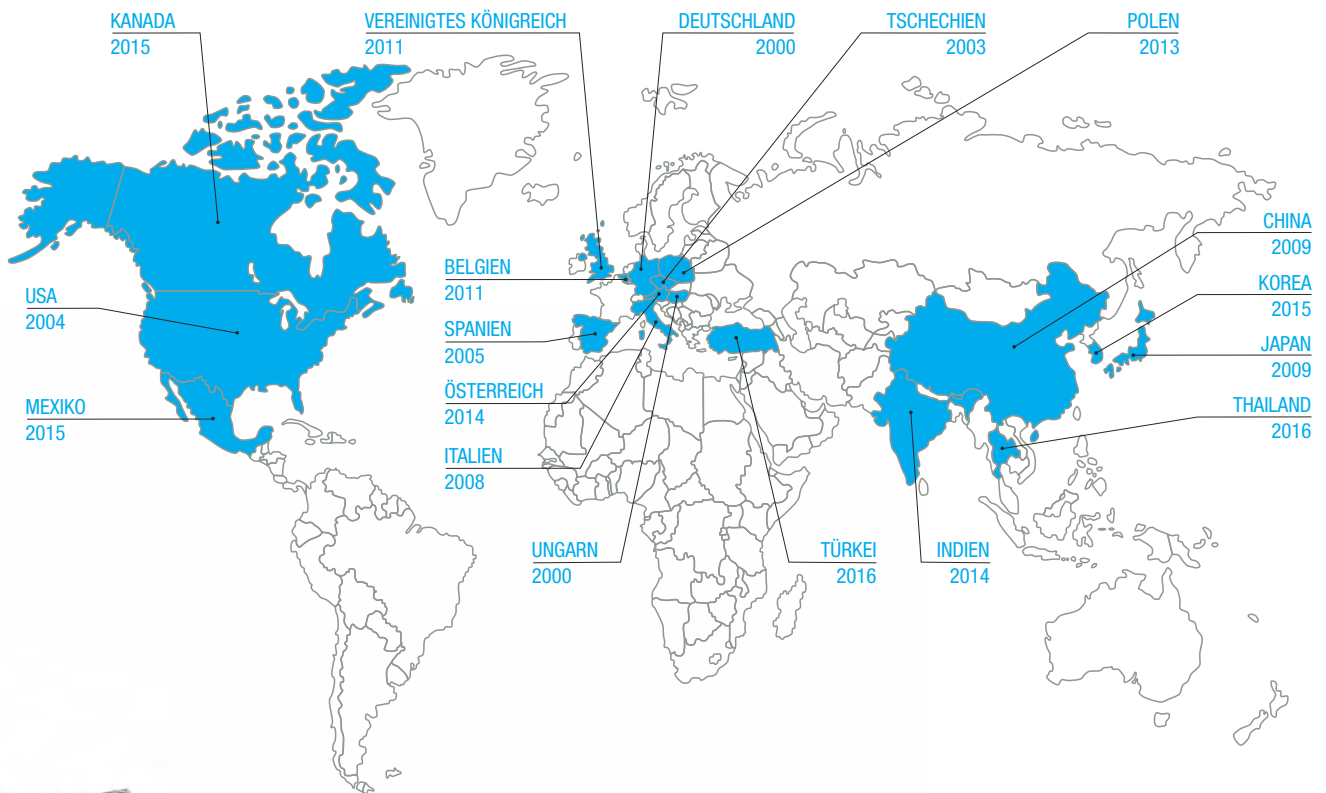 KANADA
2015
VEREINIGTES KÖNIGREICH
2011
DEUTSCHLAND
2000
TSCHECHIEN
2003
POLEN
2013
CHINA
2009
BELGIEN
2011
KOREA
2015
USA
2004
SPANIEN
2005
JAPAN
2009
ÖSTERREICH
2014
MEXIKO
2015
THAILAND
2016
ITALIEN
2008
UNGARN
2000
TÜRKEI
2016
INDIEN
2014